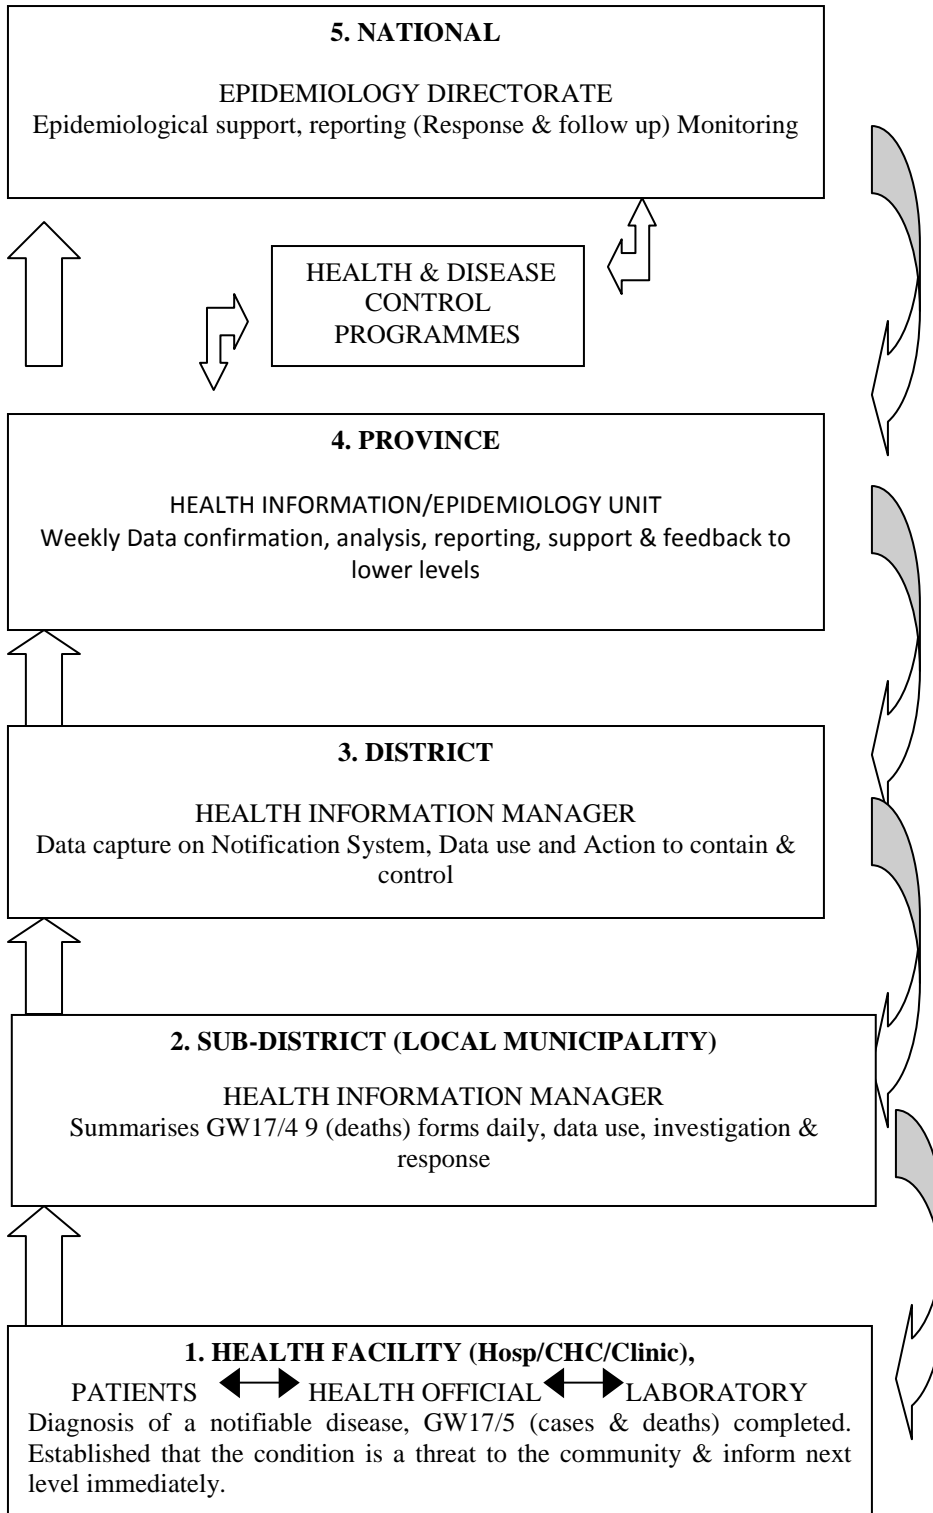 5. NATIONAL
EPIDEMIOLOGY DIRECTORATE
Epidemiological support, reporting (Response & follow up) Monitoring
HEALTH & DISEASE
CONTROL
PROGRAMMES
4. PROVINCE
HEALTH INFORMATION/EPIDEMIOLOGY UNIT
Weekly Data confirmation, analysis, reporting, support & feedback to
lower levels
3. DISTRICT
HEALTH INFORMATION MANAGER
Data capture on Notification System, Data use and Action to contain &
control
2. SUB-DISTRICT (LOCAL MUNICIPALITY)
HEALTH INFORMATION MANAGER
Summarises GW17/4 9 (deaths) forms daily, data use, investigation &
response
1. HEALTH FACILITY (Hosp/CHC/Clinic),
PATIENTS HEALTH OFFICIAL LABORATORY
Diagnosis of a notifiable disease, GW17/5 (cases & deaths) completed.
Established that the condition is a threat to the community & inform next
level immediately.